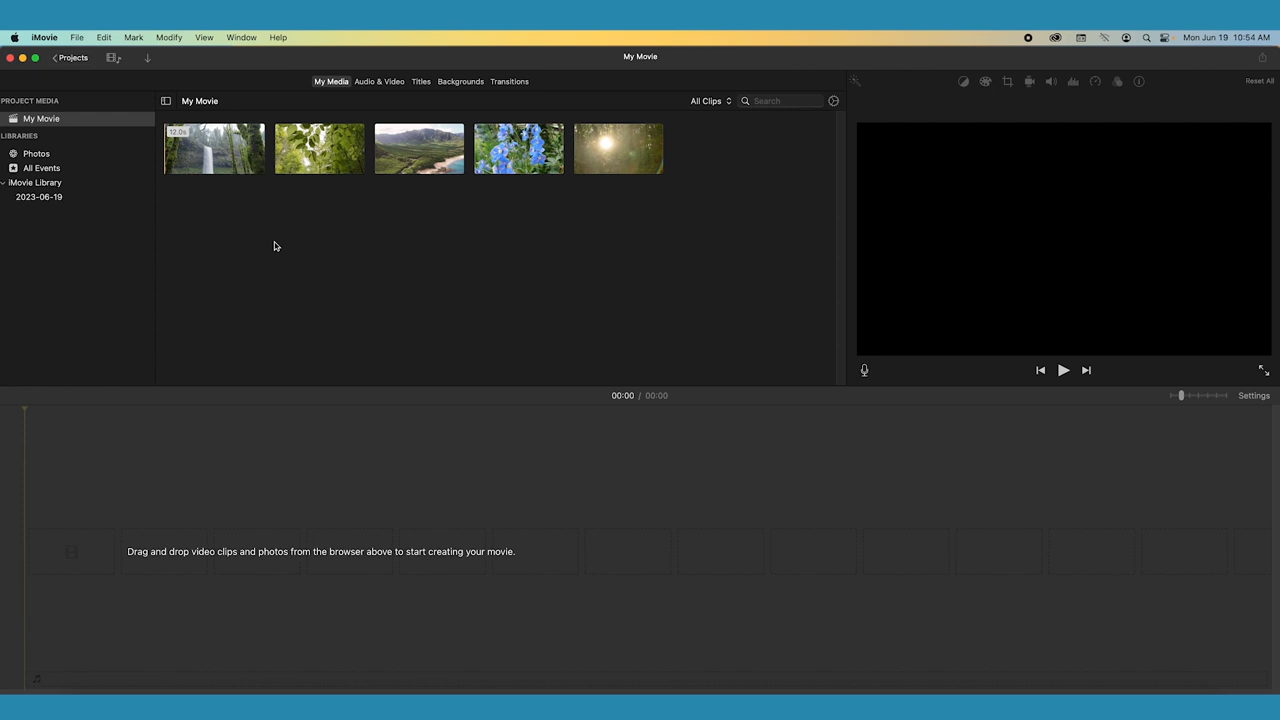 iMovie File Edit Mark Modify View Window Help Mon Jun 19 10:54 AM
Projects My Movie
My Media Audio & Video Titles Backgrounds Transitions Reset All
PROJECT MEDIA My Movie All Clips Search
My Movie
12.0s
LIBRARIES
Photos
All Events
iMovie Library
2023-06-19
00:00 / 00:00 Settings
Drag and drop video clips and photos from the browser above to start creating your movie.